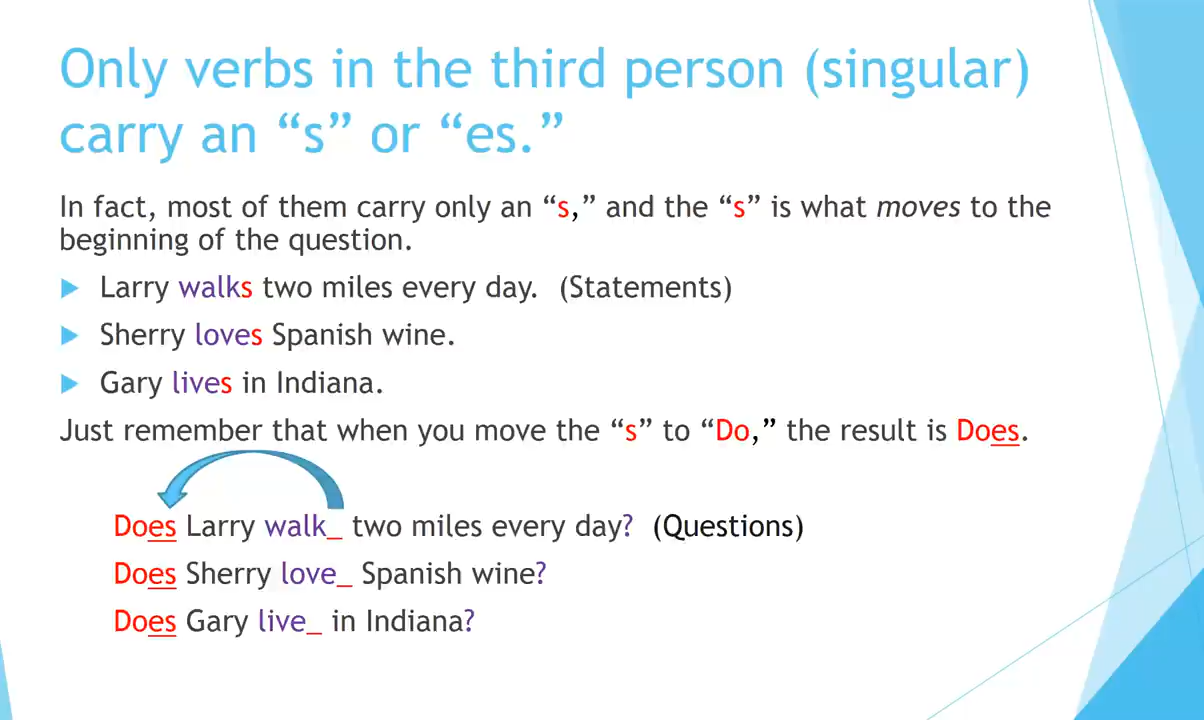 Only verbs in the third person (singular)
carry an “s” or “es.”
In fact, most of them carry only an “s,” and the “s” is what moves to the
beginning of the question.
Larry walks two miles every day. (Statements)
Sherry loves Spanish wine.
Gary lives in Indiana.
Just remember that when you move the “s” to “Do,” the result is Does.
Does Larry walk_ two miles every day? (Questions)
Does Sherry love_ Spanish wine?
Does Gary live_ in Indiana?